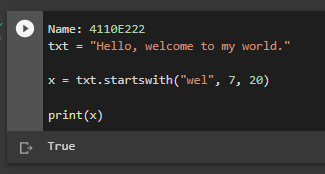 Name: 4110E222
txt = "Hello, welcome to my world."
x = txt.startswith("wel", 7, 20)
print(x)
True